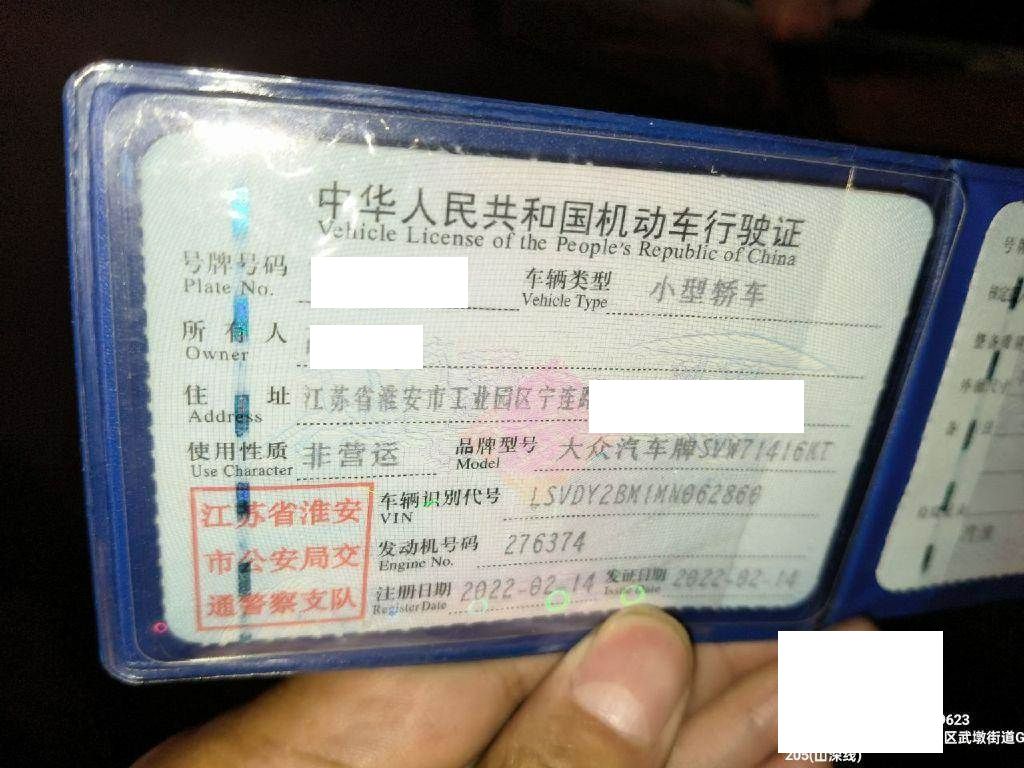 中华人民共和国机动车行驶证
Vehicle License of the People's Republic of China
号牌号码
Plate No.
车辆类型 小型轿车
Vehicle Type
所有人
Owner
住址 江苏省淮安市工业园区宁连路
Address
使用性质 非营运
Use Character
品牌型号 大众汽车牌SVW71416KT
Model
江苏省淮安
市公安局交
通警察支队
车辆识别代号 LSVDY2BM1MN062860
VIN
发动机号码 276374
Engine No.
注册日期 2022-02-14
Register Date
发证日期 2022-02-14
Issue Date
号牌
9623
区武墩街道G
205(山深线)